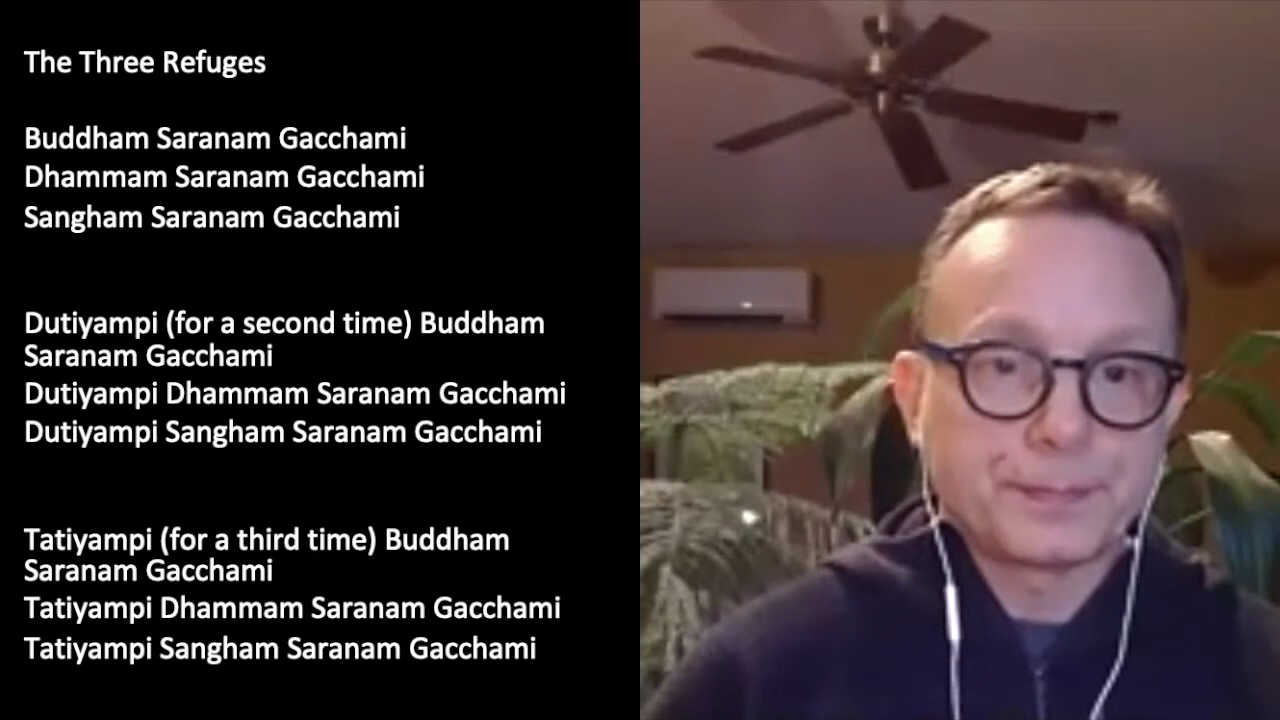 The Three Refuges
Buddham Saranam Gacchami
Dhammam Saranam Gacchami
Sangham Saranam Gacchami
Dutiyampi (for a second time) Buddham
Saranam Gacchami
Dutiyampi Dhammam Saranam Gacchami
Dutiyampi Sangham Saranam Gacchami
Tatiyampi (for a third time) Buddham
Saranam Gacchami
Tatiyampi Dhammam Saranam Gacchami
Tatiyampi Sangham Saranam Gacchami